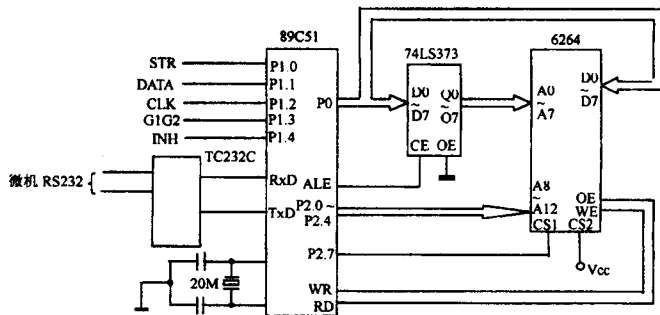 89C51
74LS373
6264
STR
DATA
CLK
G1G2
INH
P1.0
P1.1
P1.2
P1.3
P1.4
P0
D0
~
D7
Q0
~
O7
CE
OE
A0
~
A7
D0
~
D7
TC232C
微机 RS232
RxD
TxD
ALE
P2.0 ~
P2.4
A8
~
A12
CS1
CS2
OE
WE
P2.7
Vcc
20M
WR
RD